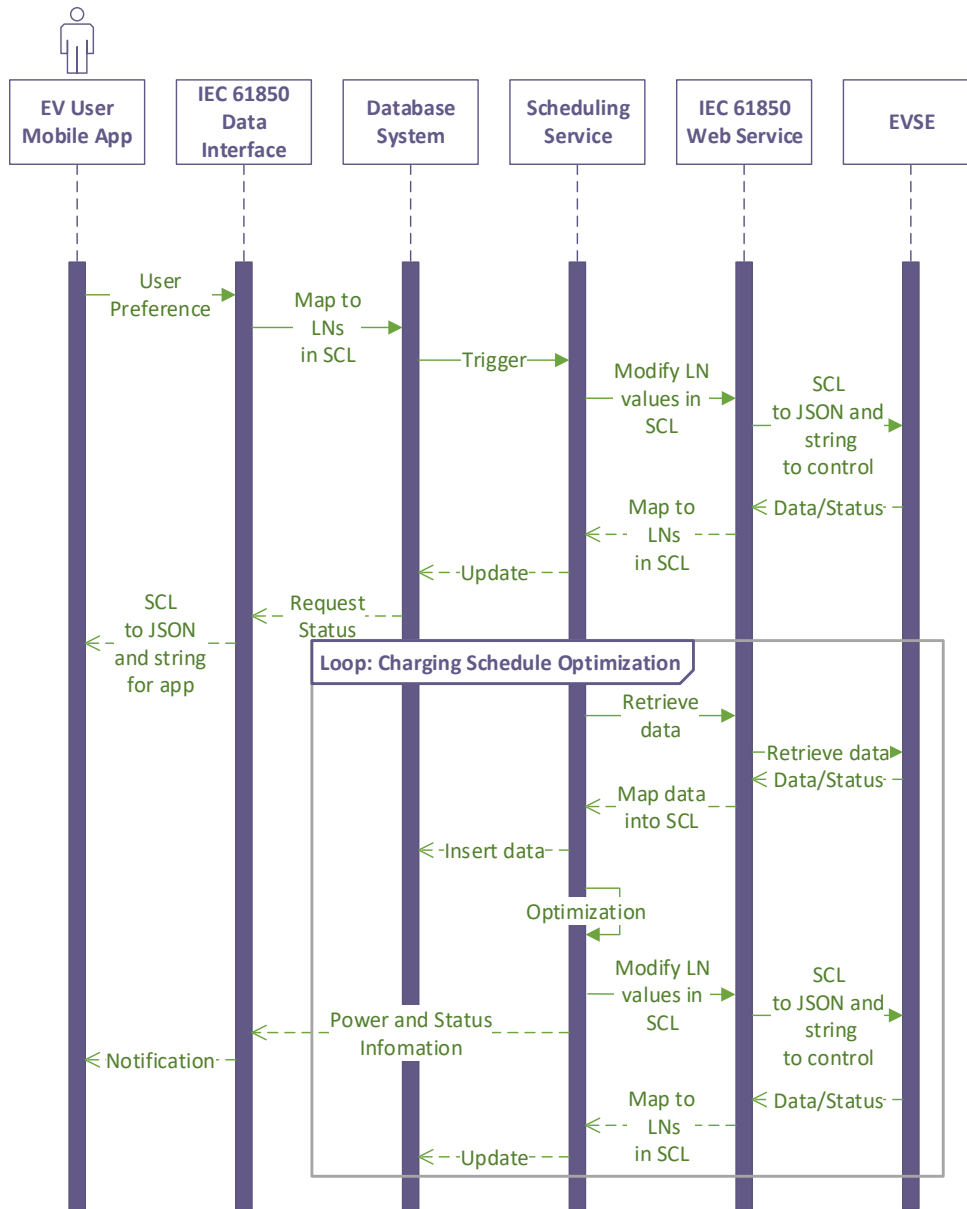 EV User
Mobile App
IEC 61850
Data
Interface
Database
System
Scheduling
Service
IEC 61850
Web Service
EVSE
User
Preference
Map to
LNs
in SCL
Trigger
Modify LN
values in
SCL
SCL
to JSON and
string
to control
Data/Status
Map to
LNs
in SCL
Update
Request
Status
SCL
to JSON
and string
for app
Loop: Charging Schedule Optimization
Retrieve
data
Retrieve data
Data/Status
Map data
into SCL
Insert data
Optimization
Modify LN
values in
SCL
SCL
to JSON and
string
to control
Power and Status
Infomation
Notification
Data/Status
Map to
LNs
in SCL
Update